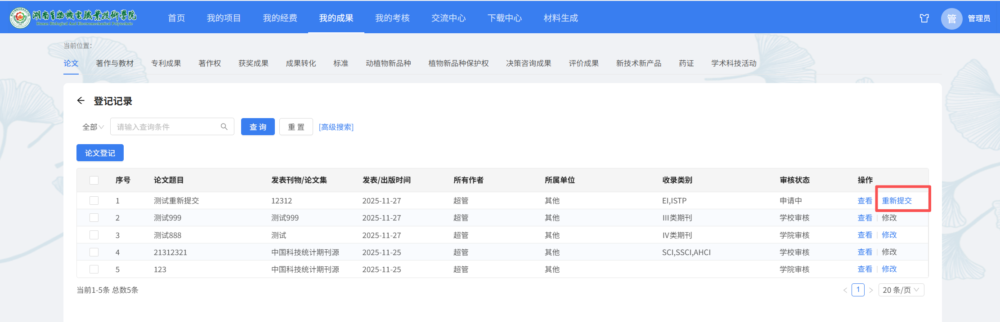 湖南生物機電職業技術學院
Hunan Biological And Electromechanical Polytechnic
首页 我的项目 我的经费 我的成果 我的考核 交流中心 下载中心 材料生成 管 管理员
当前位置：
论文 著作与教材 专利成果 著作权 获奖成果 成果转化 标准 动植物新品种 植物新品种保护权 决策咨询成果 评价成果 新技术新产品 药证 学术科技活动
登记记录
全部 请输入查询条件 查询 重置 [高级搜索]
论文登记
序号 论文题目 发表刊物/论文集 发表/出版时间 所有作者 所属单位 收录类别 审核状态 操作
1 测试重新提交 12312 2025-11-27 超管 其他 EI,ISTP 申请中 查看 重新提交
2 测试999 测试999 2025-11-27 超管 其他 III类期刊 学校审核 查看 修改
3 测试888 测试 2025-11-27 超管 其他 IV类期刊 学院审核 查看 修改
4 21312321 中国科技统计期刊源 2025-11-25 超管 其他 SCI,SSCI,AHCI 学校审核 查看 修改
5 123 中国科技统计期刊源 2025-11-25 超管 其他 学院审核 查看 修改
当前1-5条 总数5条 < 1 > 20 条/页